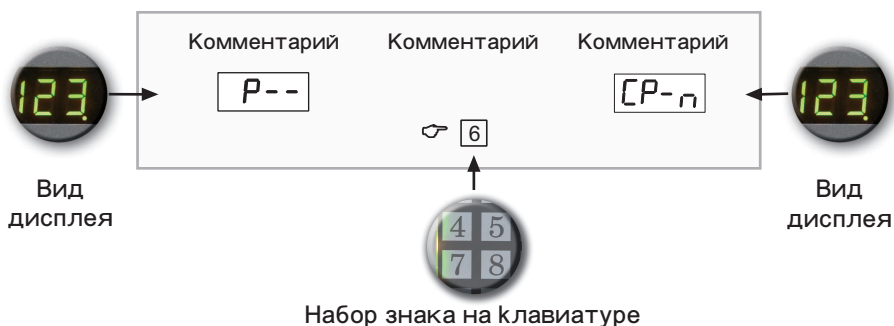 Комментарий Комментарий Комментарий
123. P-- CP-n 123.
6
Вид дисплея Вид дисплея
4 5
7 8
Набор знака на клавиатуре